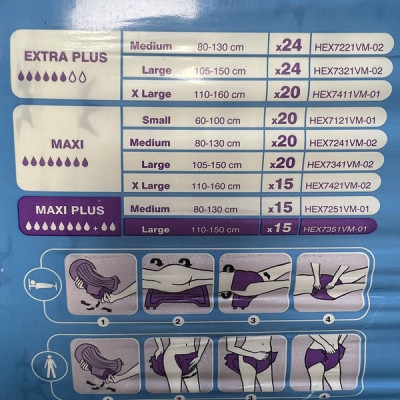 Medium 80-130 cm x24 HEX7221VM-02
EXTRA PLUS Large 105-150 cm x24 HEX7321VM-02
X Large 110-160 cm x20 HEX7411VM-01
Small 60-100 cm x20 HEX7121VM-01
MAXI Medium 80-130 cm x20 HEX7241VM-02
Large 105-150 cm x20 HEX7341VM-02
X Large 110-160 cm x15 HEX7421VM-02
MAXI PLUS Medium 80-130 cm x15 HEX7251VM-01
+ Large 110-150 cm x15 HEX7351VM-01
1 2 3 4
1 2 3 4